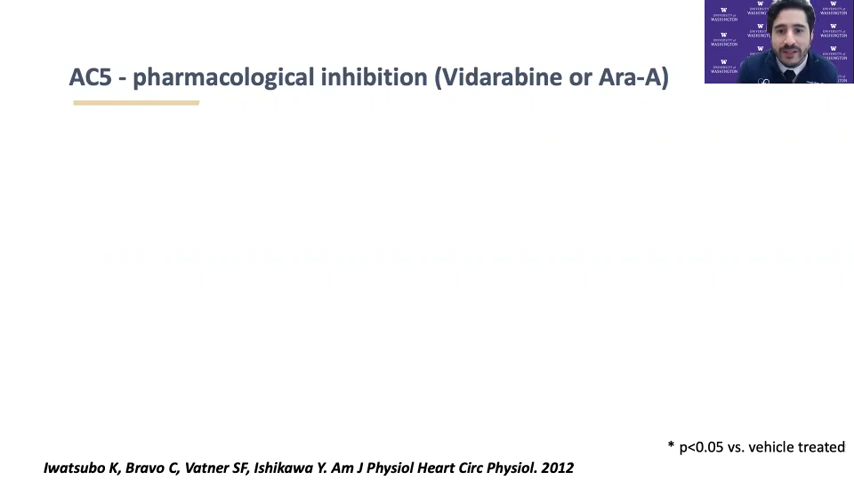 AC5 - pharmacological inhibition (Vidarabine or Ara-A)
* p<0.05 vs. vehicle treated
Iwatsubo K, Bravo C, Vatner SF, Ishikawa Y. Am J Physiol Heart Circ Physiol. 2012